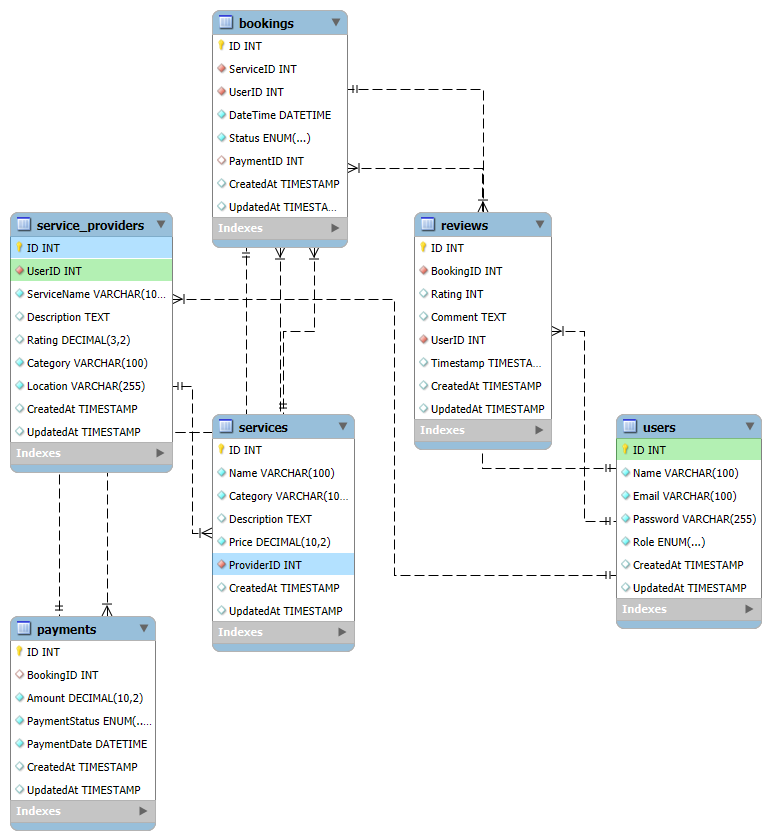 bookings
ID INT
ServiceID INT
UserID INT
DateTime DATETIME
Status ENUM(...)
PaymentID INT
CreatedAt TIMESTAMP
UpdatedAt TIMESTA...
Indexes
service_providers
ID INT
UserID INT
ServiceName VARCHAR(10...
Description TEXT
Rating DECIMAL(3,2)
Category VARCHAR(100)
Location VARCHAR(255)
CreatedAt TIMESTAMP
UpdatedAt TIMESTAMP
Indexes
reviews
ID INT
BookingID INT
Rating INT
Comment TEXT
UserID INT
Timestamp TIMESTA...
CreatedAt TIMESTAMP
UpdatedAt TIMESTAMP
Indexes
services
ID INT
Name VARCHAR(100)
Category VARCHAR(10...
Description TEXT
Price DECIMAL(10,2)
ProviderID INT
CreatedAt TIMESTAMP
UpdatedAt TIMESTAMP
Indexes
users
ID INT
Name VARCHAR(100)
Email VARCHAR(100)
Password VARCHAR(255)
Role ENUM(...)
CreatedAt TIMESTAMP
UpdatedAt TIMESTAMP
Indexes
payments
ID INT
BookingID INT
Amount DECIMAL(10,2)
PaymentStatus ENUM(...
PaymentDate DATETIME
CreatedAt TIMESTAMP
UpdatedAt TIMESTAMP
Indexes